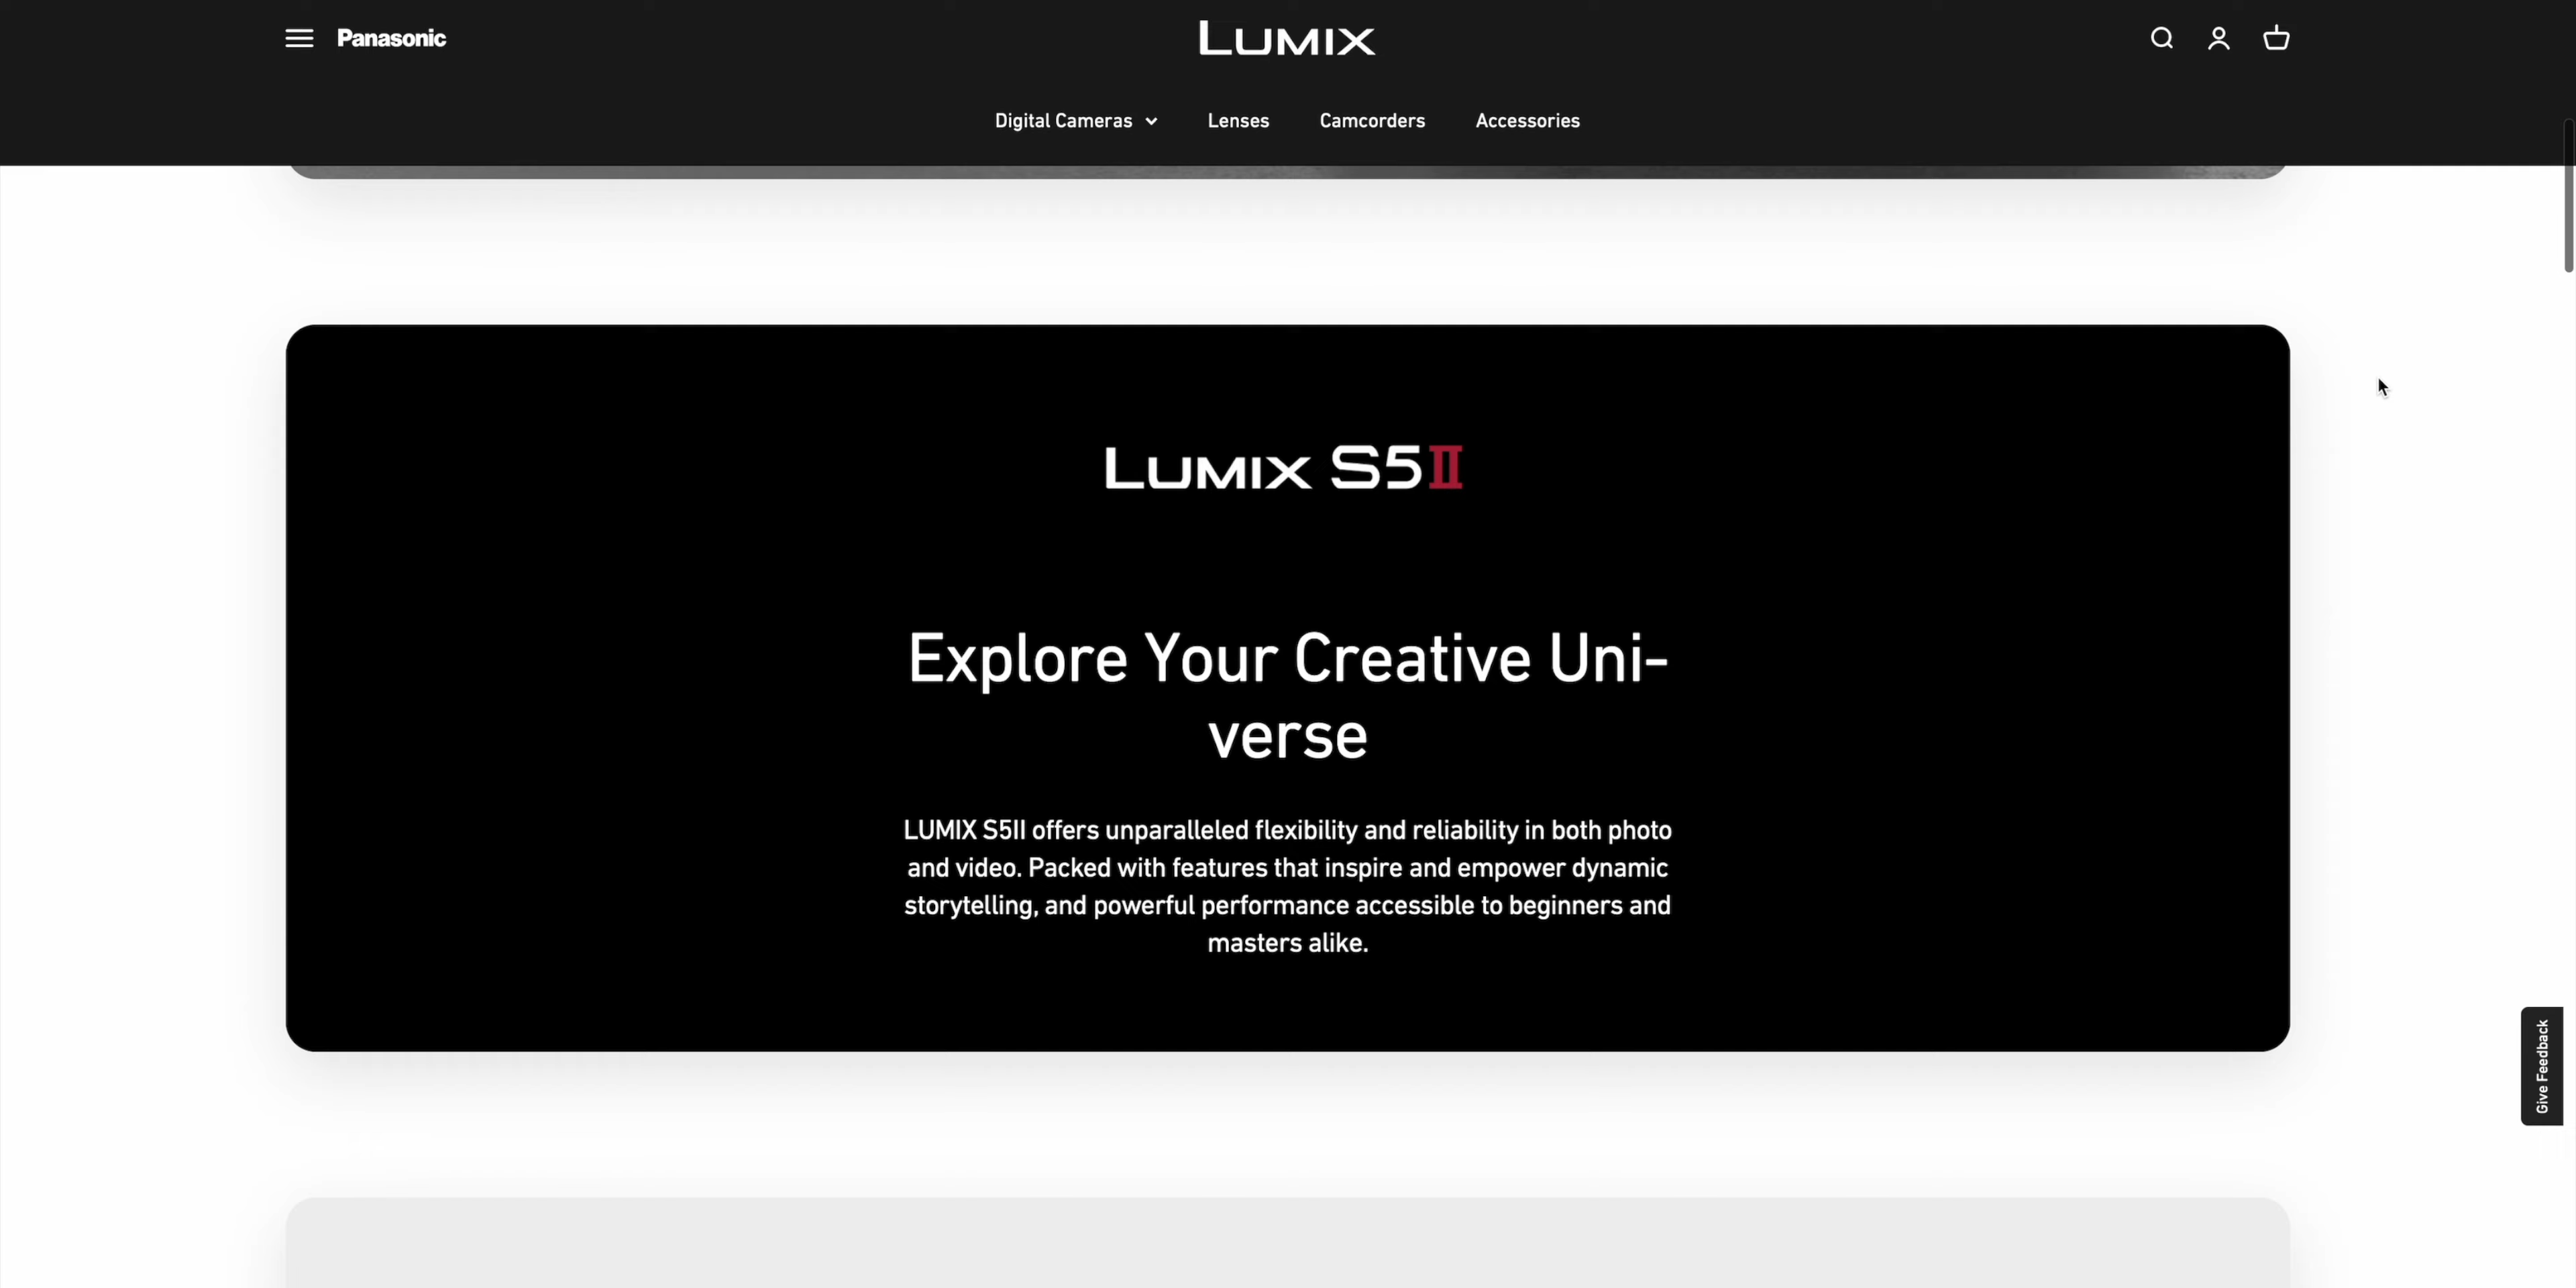 Panasonic
LUMIX
Digital Cameras
Lenses
Camcorders
Accessories
LUMIX S5II
Explore Your Creative Uni-
verse
LUMIX S5II offers unparalleled flexibility and reliability in both photo
and video. Packed with features that inspire and empower dynamic
storytelling, and powerful performance accessible to beginners and
masters alike.
Give Feedback